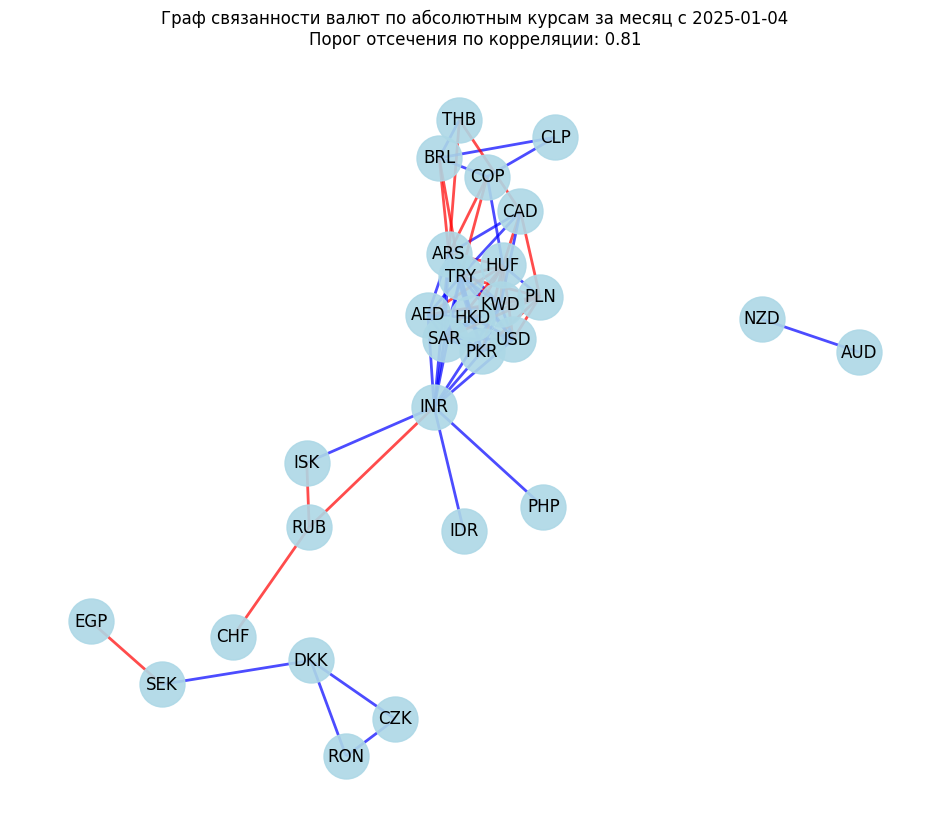 Граф связанности валют по абсолютным курсам за месяц с 2025-01-04
Порог отсечения по корреляции: 0.81
THB
CLP
BRL
COP
CAD
ARS
HUF
TRY
PLN
KWD
AED
HKD
NZD
SAR
USD
PKR
AUD
INR
ISK
PHP
RUB
IDR
EGP
CHF
DKK
SEK
CZK
RON